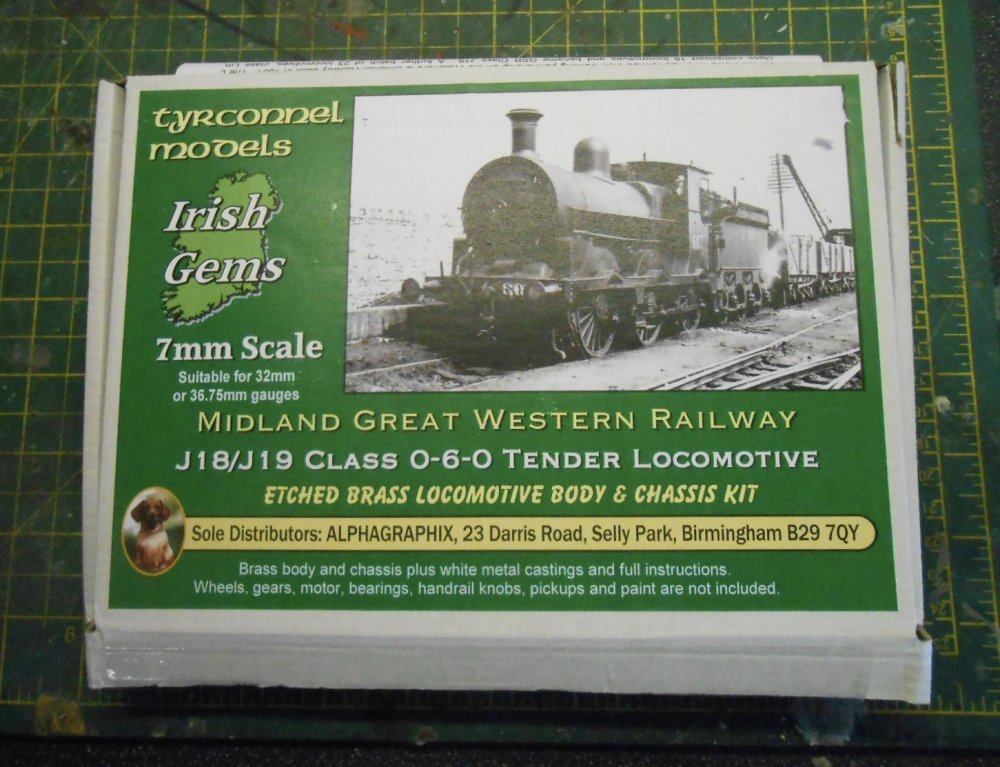 tyrconnel
models
Irish
Gems
7mm Scale
Suitable for 32mm
or 36.75mm gauges
MIDLAND GREAT WESTERN RAILWAY
J18/J19 CLASS 0-6-0 TENDER LOCOMOTIVE
ETCHED BRASS LOCOMOTIVE BODY & CHASSIS KIT
Sole Distributors: ALPHAGRAPHIX, 23 Darris Road, Selly Park, Birmingham B29 7QY
Brass body and chassis plus white metal castings and full instructions.
Wheels, gears, motor, bearings, handrail knobs, pickups and paint are not included.
6